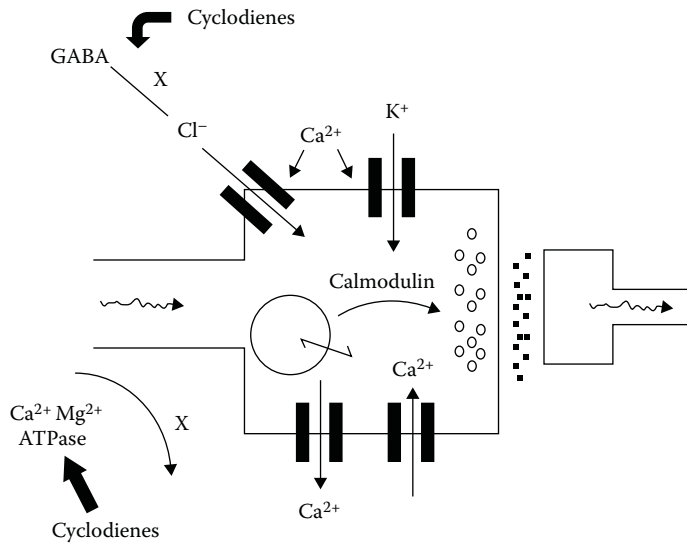 Cyclodienes
GABA
X
Cl⁻
Ca²⁺
K⁺
Calmodulin
Ca²⁺
Ca²⁺ Mg²⁺
ATPase
X
Ca²⁺
Cyclodienes